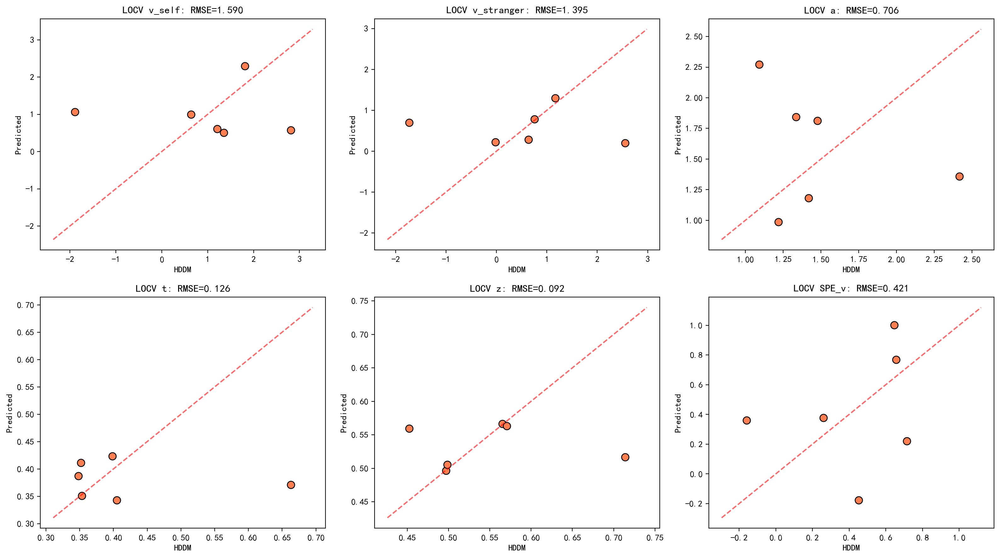 LOCV v_self: RMSE=1.590
3
2
1
0
−1
−2
Predicted
−2 −1 0 1 2 3
HDDM
LOCV v_stranger: RMSE=1.395
3
2
1
0
−1
−2
Predicted
−2 −1 0 1 2 3
HDDM
LOCV a: RMSE=0.706
2.50
2.25
2.00
1.75
1.50
1.25
1.00
Predicted
1.00 1.25 1.50 1.75 2.00 2.25 2.50
HDDM
LOCV t: RMSE=0.126
0.70
0.65
0.60
0.55
0.50
0.45
0.40
0.35
0.30
Predicted
0.30 0.35 0.40 0.45 0.50 0.55 0.60 0.65 0.70
HDDM
LOCV z: RMSE=0.092
0.75
0.70
0.65
0.60
0.55
0.50
0.45
Predicted
0.45 0.50 0.55 0.60 0.65 0.70 0.75
HDDM
LOCV SPE_v: RMSE=0.421
1.0
0.8
0.6
0.4
0.2
0.0
−0.2
Predicted
−0.2 0.0 0.2 0.4 0.6 0.8 1.0
HDDM